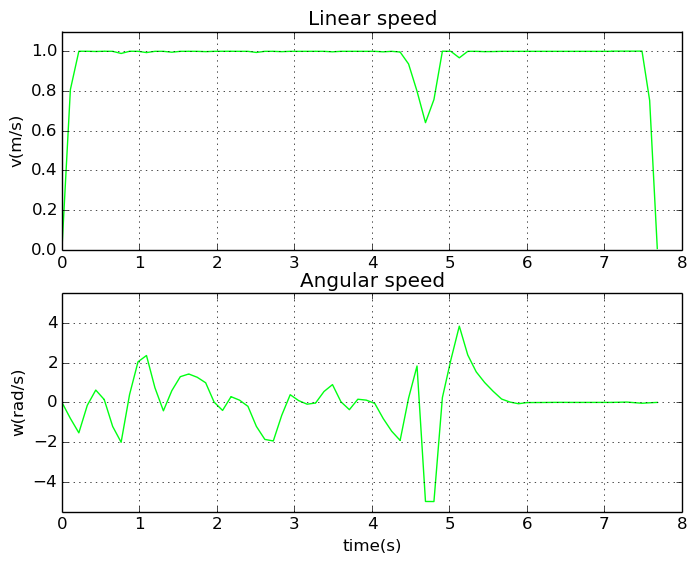 Linear speed
1.0
0.8
0.6
0.4
0.2
0.0
v(m/s)
0 1 2 3 4 5 6 7 8
Angular speed
4
2
0
−2
−4
w(rad/s)
0 1 2 3 4 5 6 7 8
time(s)